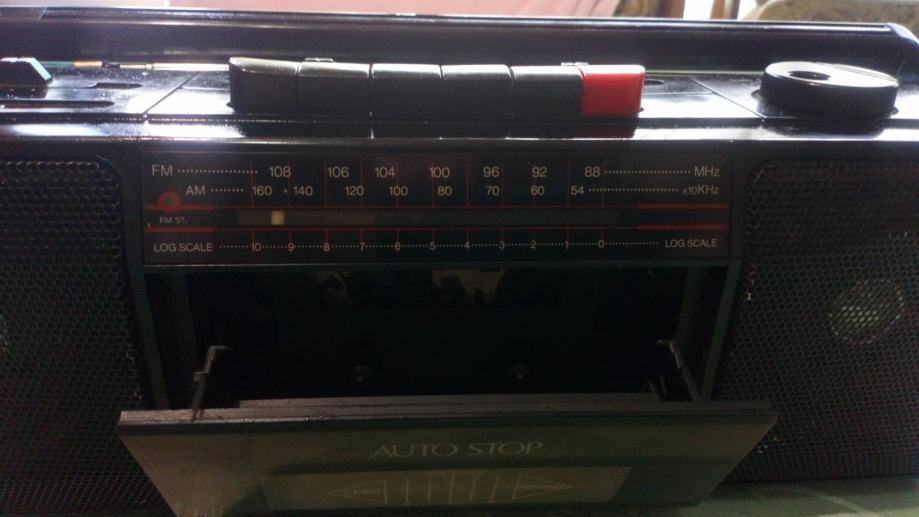 FM 108 106 104 100 96 92 88 MHz
AM 160 140 120 100 80 70 60 54 x10KHz
FM ST.
LOG SCALE 10 9 8 7 6 5 4 3 2 1 0 LOG SCALE
AUTO STOP